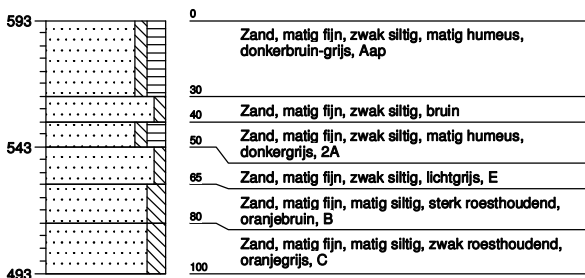 593
0
Zand, matig fijn, zwak siltig, matig humeus,
donkerbruin-grijs, Aap
30
Zand, matig fijn, zwak siltig, bruin
40
Zand, matig fijn, zwak siltig, matig humeus,
donkergrijs, 2A
543
50
Zand, matig fijn, zwak siltig, lichtgrijs, E
65
Zand, matig fijn, matig siltig, sterk roesthoudend,
oranjebruin, B
80
Zand, matig fijn, matig siltig, zwak roesthoudend,
oranjegrijs, C
493
100